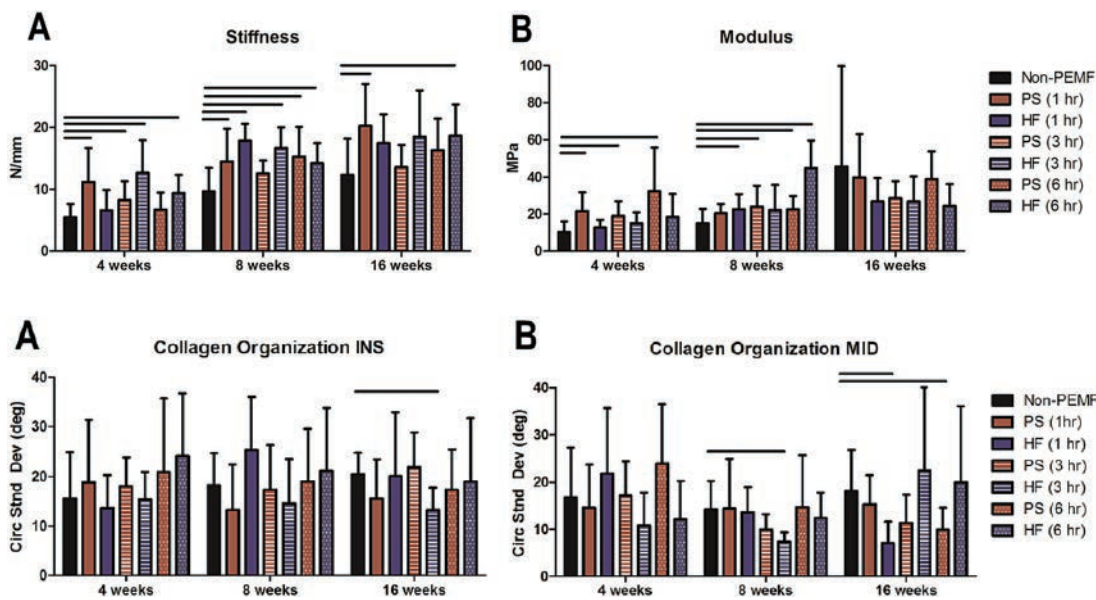 A
Stiffness
N/mm
30
20
10
0
4 weeks
8 weeks
16 weeks
B
Modulus
MPa
100
80
60
40
20
0
4 weeks
8 weeks
16 weeks
Non-PEMF
PS (1 hr)
HF (1 hr)
PS (3 hr)
HF (3 hr)
PS (6 hr)
HF (6 hr)
A
Collagen Organization INS
Circ Stnd Dev (deg)
40
30
20
10
0
4 weeks
8 weeks
16 weeks
B
Collagen Organization MID
Circ Stnd Dev (deg)
40
30
20
10
0
4 weeks
8 weeks
16 weeks
Non-PEMF
PS (1hr)
HF (1 hr)
PS (3 hr)
HF (3 hr)
PS (6 hr)
HF (6 hr)